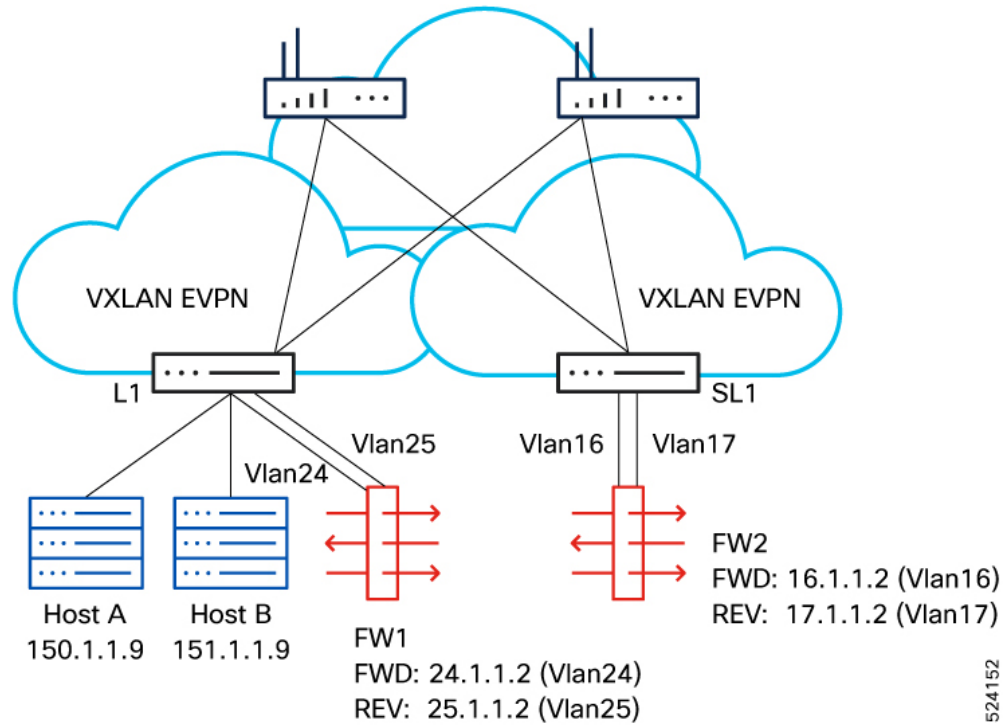 VXLAN EVPN
VXLAN EVPN
L1
SL1
Vlan25
Vlan24
Vlan16
Vlan17
Host A
150.1.1.9
Host B
151.1.1.9
FW1
FWD: 24.1.1.2 (Vlan24)
REV: 25.1.1.2 (Vlan25)
FW2
FWD: 16.1.1.2 (Vlan16)
REV: 17.1.1.2 (Vlan17)
524152